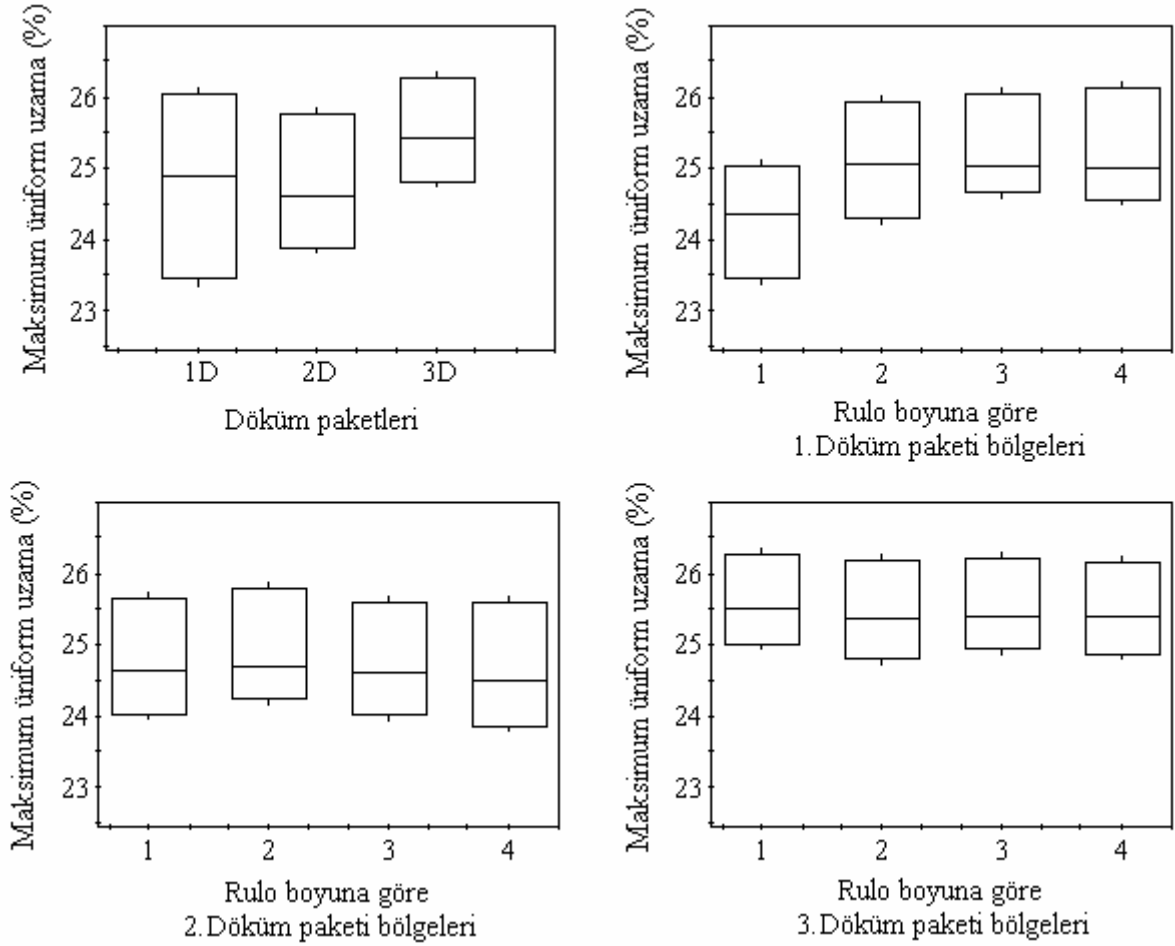 Maksimum üniform uzama (%)
26
25
24
23
1D 2D 3D
Döküm paketleri
Maksimum üniform uzama (%)
26
25
24
23
1 2 3 4
Rulo boyuna göre
1.Döküm paketi bölgeleri
Maksimum üniform uzama (%)
26
25
24
23
1 2 3 4
Rulo boyuna göre
2.Döküm paketi bölgeleri
Maksimum üniform uzama (%)
26
25
24
23
1 2 3 4
Rulo boyuna göre
3.Döküm paketi bölgeleri